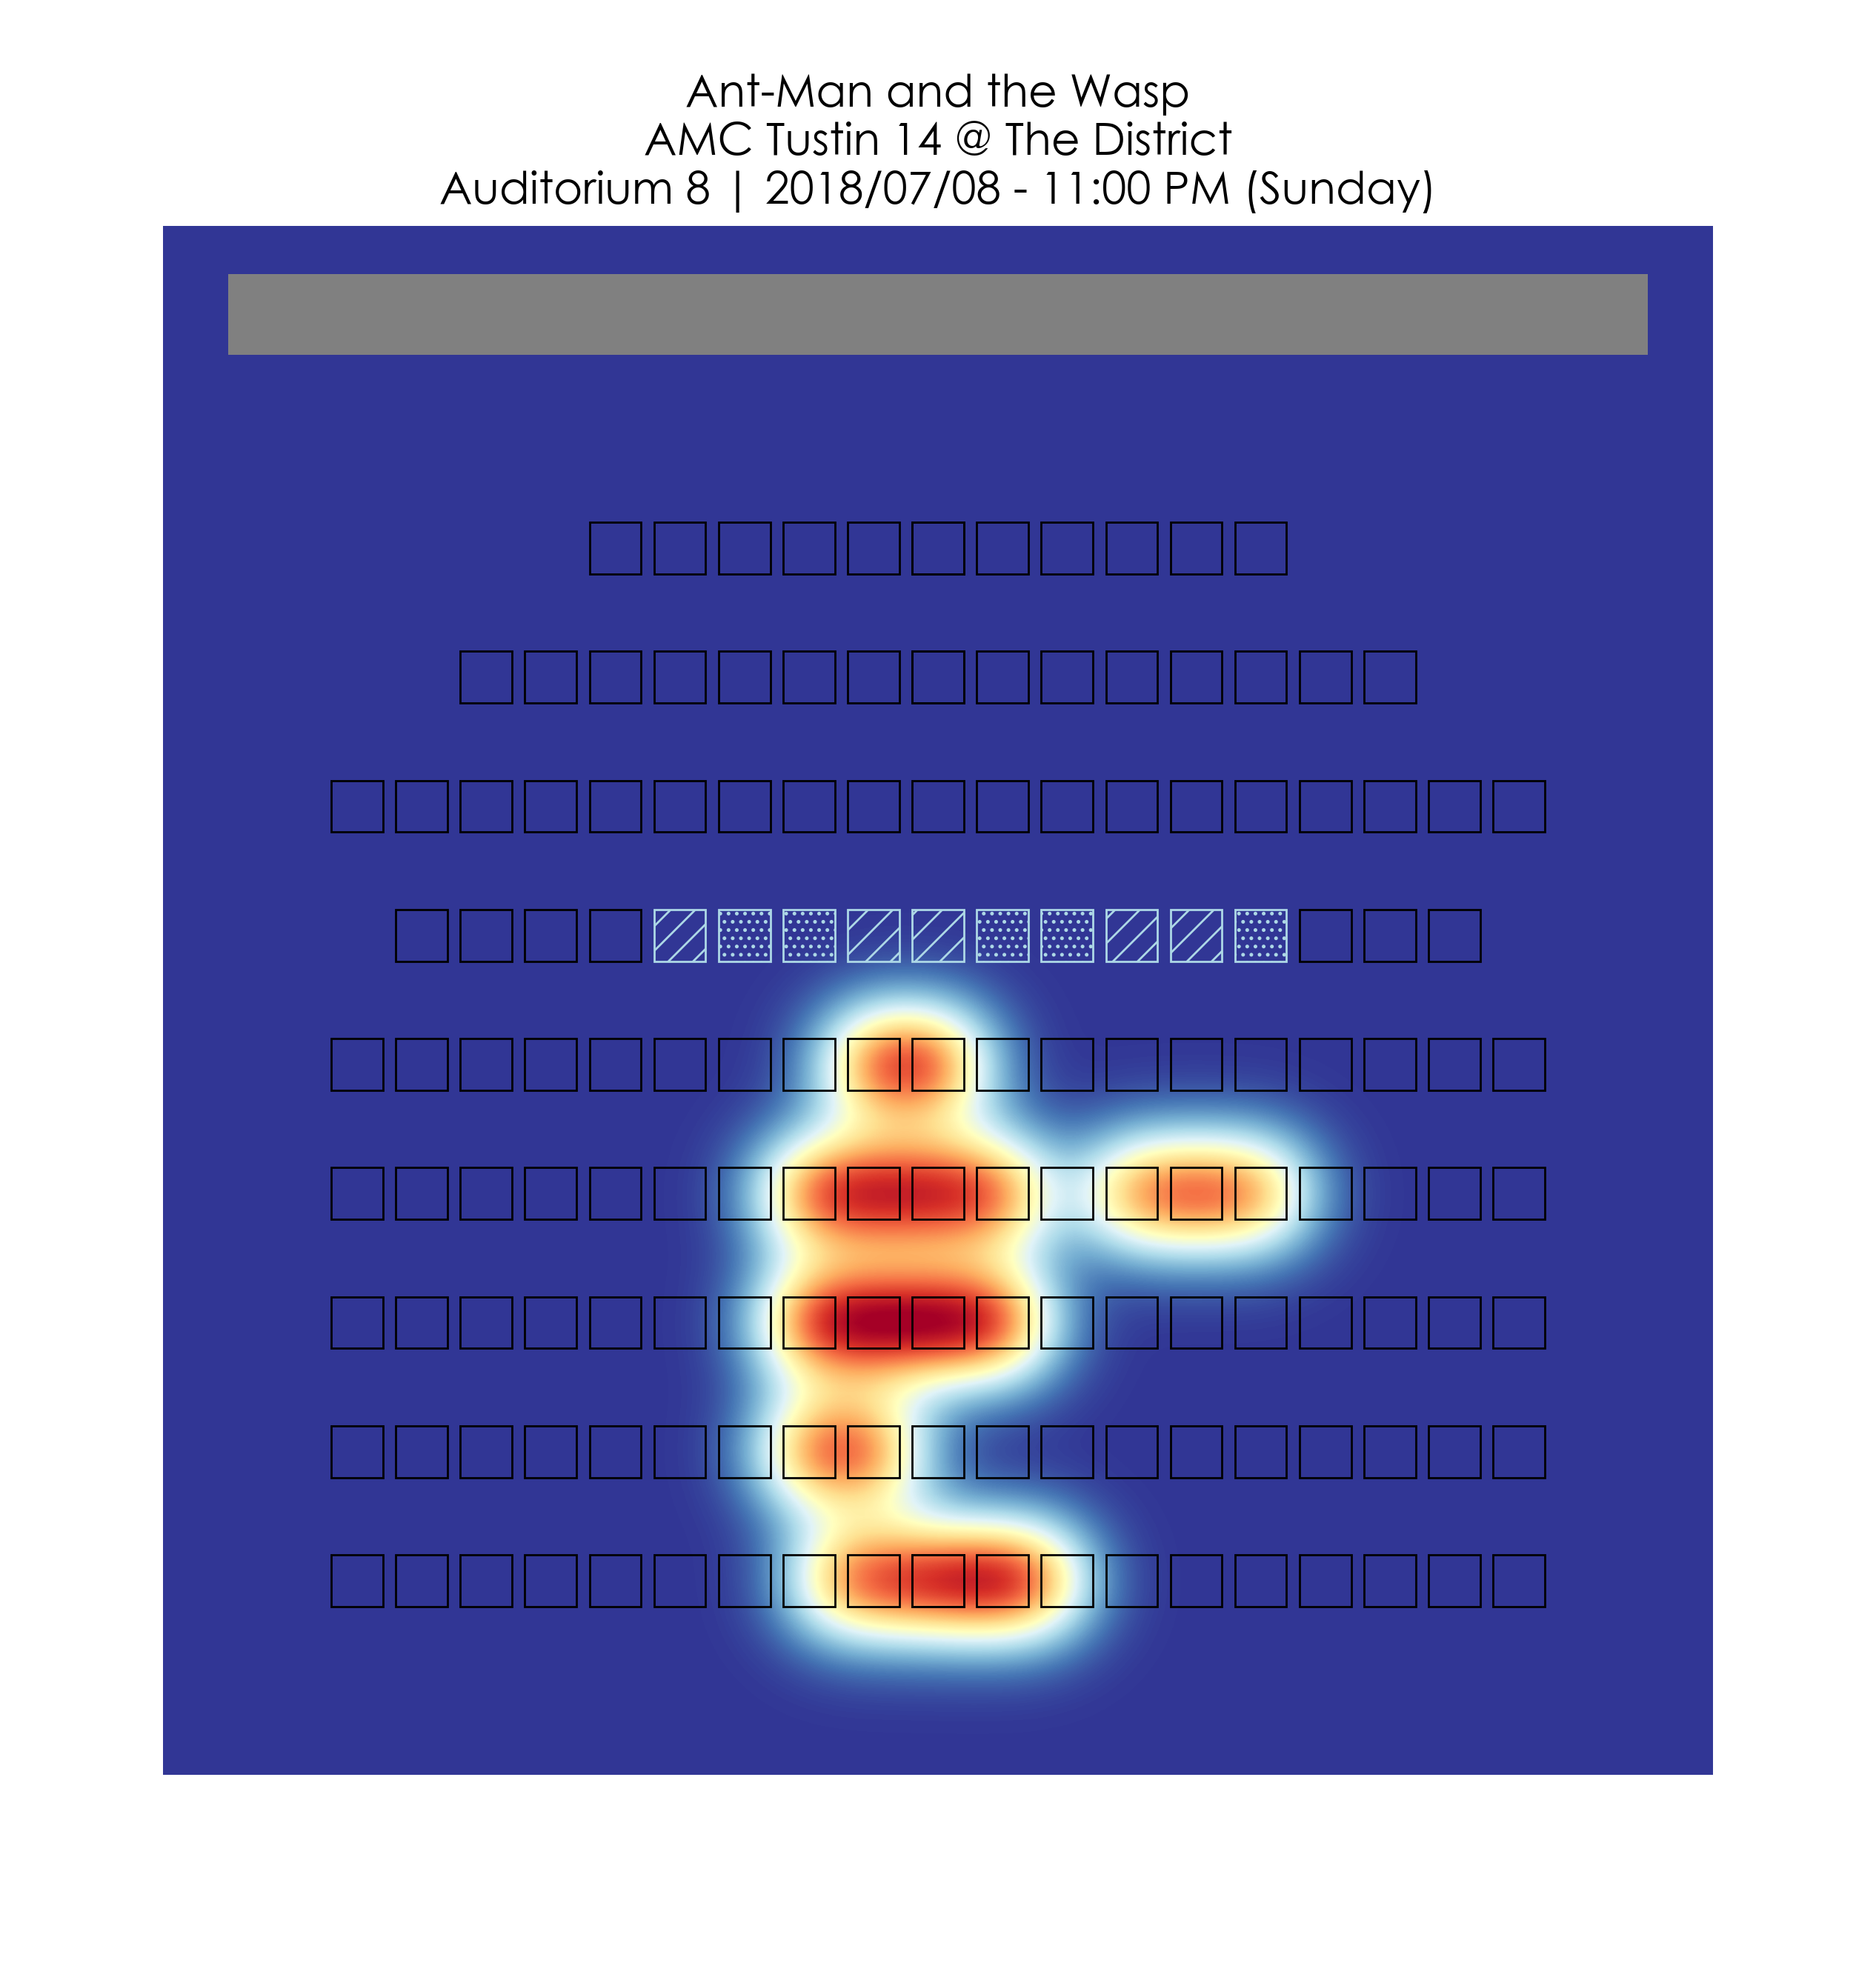 Ant-Man and the Wasp
AMC Tustin 14 @ The District
Auditorium 8 | 2018/07/08 - 11:00 PM (Sunday)